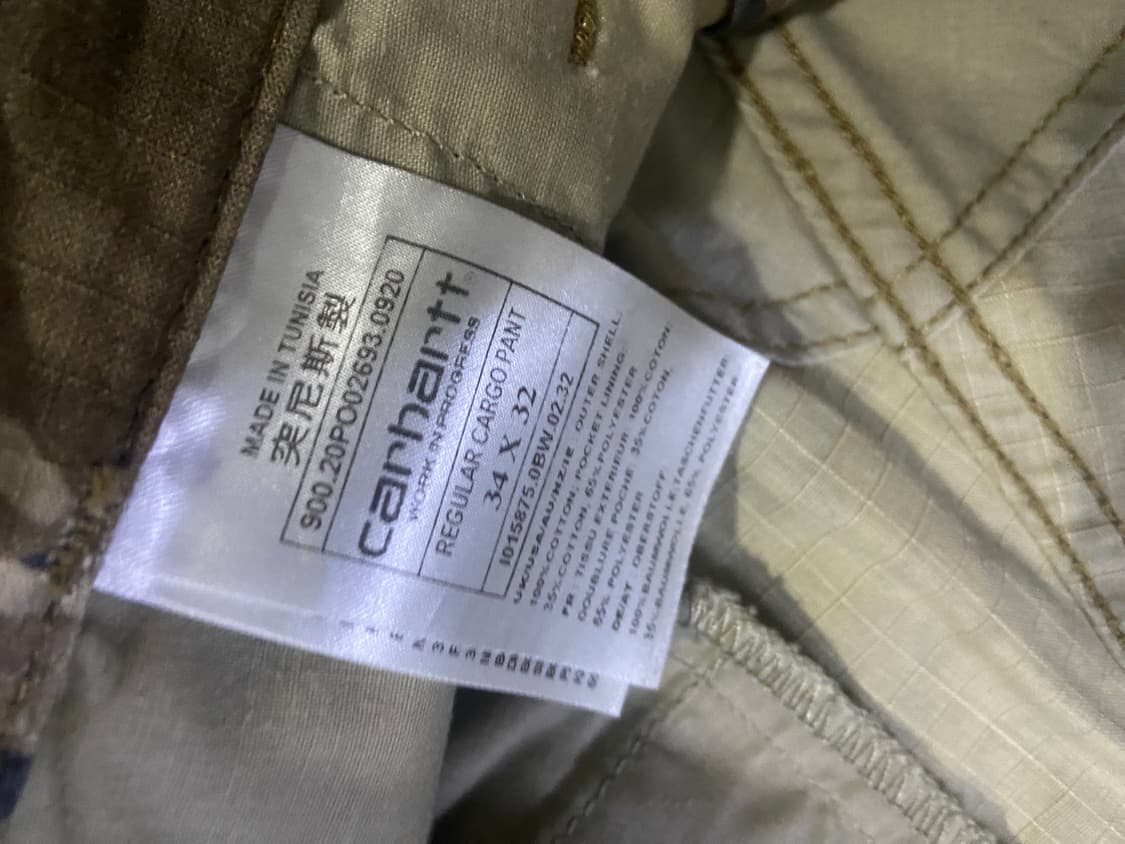 MADE IN TUNISIA
突尼斯製
900.20PO02693.0920
carhartt®
WORK IN PROGRESS
REGULAR CARGO PANT
34 X 32
I015875.0BW.02.32
UK/USA/AU/NZ/IE OUTER SHELL:
100%COTTON, POCKET LINING:
35%COTTON, 65%POLYESTER
FR TISSU EXTERIEUR 100%COTON.
DOUBLURE POCHE 35%COTON,
65% POLYESTER
DE/AT OBERSTOFF
100%BAUMWOLLE,TASCHENFUTTER:
35%BAUMWOLLE, 65% POLYESTER